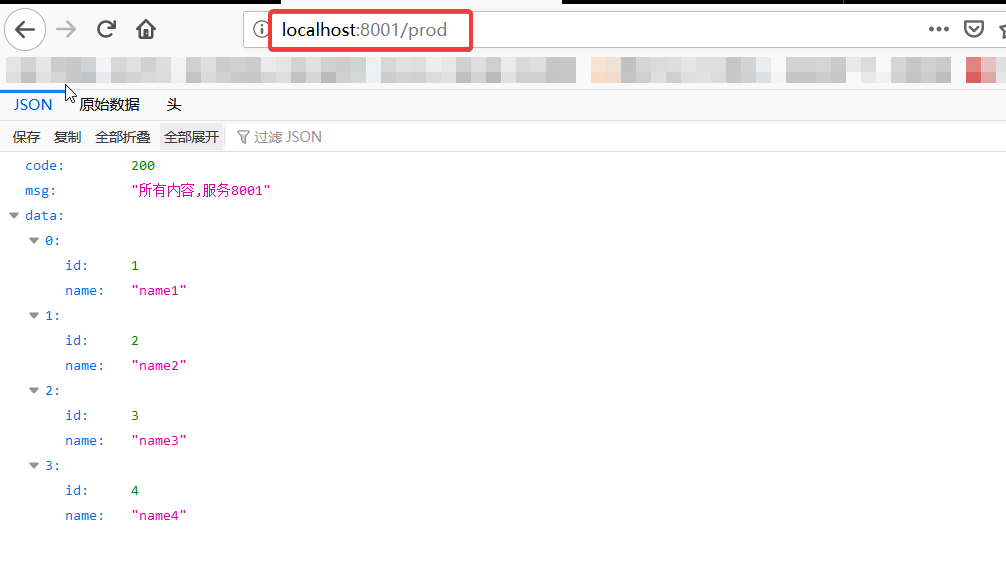 localhost:8001/prod
JSON 原始数据 头
保存 复制 全部折叠 全部展开 过滤 JSON
code: 200
msg: "所有内容,服务8001"
data:
0:
id: 1
name: "name1"
1:
id: 2
name: "name2"
2:
id: 3
name: "name3"
3:
id: 4
name: "name4"